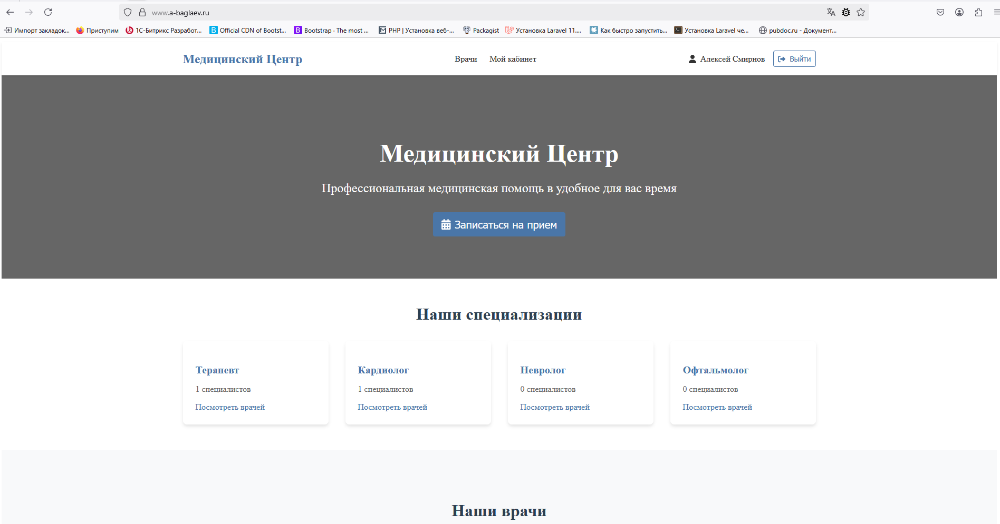 www.a-baglaev.ru
Импорт закладок... Приступим 1С-Битрикс Разработ... Official CDN of Bootst... Bootstrap · The most ... PHP | Установка веб-... Packagist Установка Laravel 11.... Как быстро запустить... Установка Laravel че... pubdoc.ru - Документ...
Медицинский Центр Врачи Мой кабинет Алексей Смирнов Выйти
Медицинский Центр
Профессиональная медицинская помощь в удобное для вас время
Записаться на прием
Наши специализации
Терапевт
1 специалистов
Посмотреть врачей
Кардиолог
1 специалистов
Посмотреть врачей
Невролог
0 специалистов
Посмотреть врачей
Офтальмолог
0 специалистов
Посмотреть врачей
Наши врачи